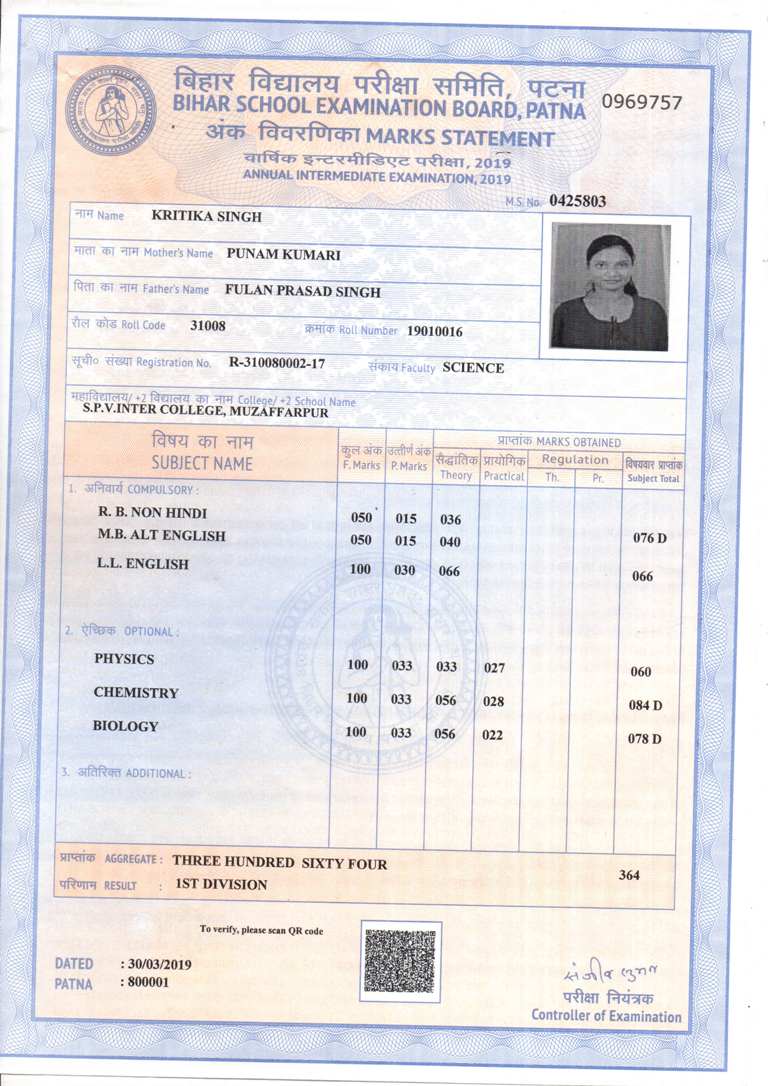 बिहार विद्यालय परीक्षा समिति, पटना
BIHAR SCHOOL EXAMINATION BOARD, PATNA
0969757
अंक विवरणिका MARKS STATEMENT
वार्षिक इन्टरमीडिएट परीक्षा, 2019
ANNUAL INTERMEDIATE EXAMINATION, 2019
M.S. No. 0425803
नाम Name KRITIKA SINGH
माता का नाम Mother's Name PUNAM KUMARI
पिता का नाम Father's Name FULAN PRASAD SINGH
रौल कोड Roll Code 31008 क्रमांक Roll Number 19010016
सूची० संख्या Registration No. R-310080002-17 संकाय Faculty SCIENCE
महाविद्यालय/ +2 विद्यालय का नाम College/ +2 School Name
S.P.V.INTER COLLEGE, MUZAFFARPUR
विषय का नाम कुल अंक उत्तीर्ण अंक प्राप्तांक MARKS OBTAINED
SUBJECT NAME F. Marks P. Marks सैद्धांतिक प्रायोगिक Regulation विषयवार प्राप्तांक
Theory Practical Th. Pr. Subject Total
1. अनिवार्य COMPULSORY :
R. B. NON HINDI 050 015 036
M.B. ALT ENGLISH 050 015 040 076 D
L.L. ENGLISH 100 030 066 066
2. ऐच्छिक OPTIONAL :
PHYSICS 100 033 033 027 060
CHEMISTRY 100 033 056 028 084 D
BIOLOGY 100 033 056 022 078 D
3. अतिरिक्त ADDITIONAL :
प्राप्तांक AGGREGATE : THREE HUNDRED SIXTY FOUR 364
परिणाम RESULT : 1ST DIVISION
To verify, please scan QR code
DATED : 30/03/2019
PATNA : 800001
परीक्षा नियंत्रक
Controller of Examination